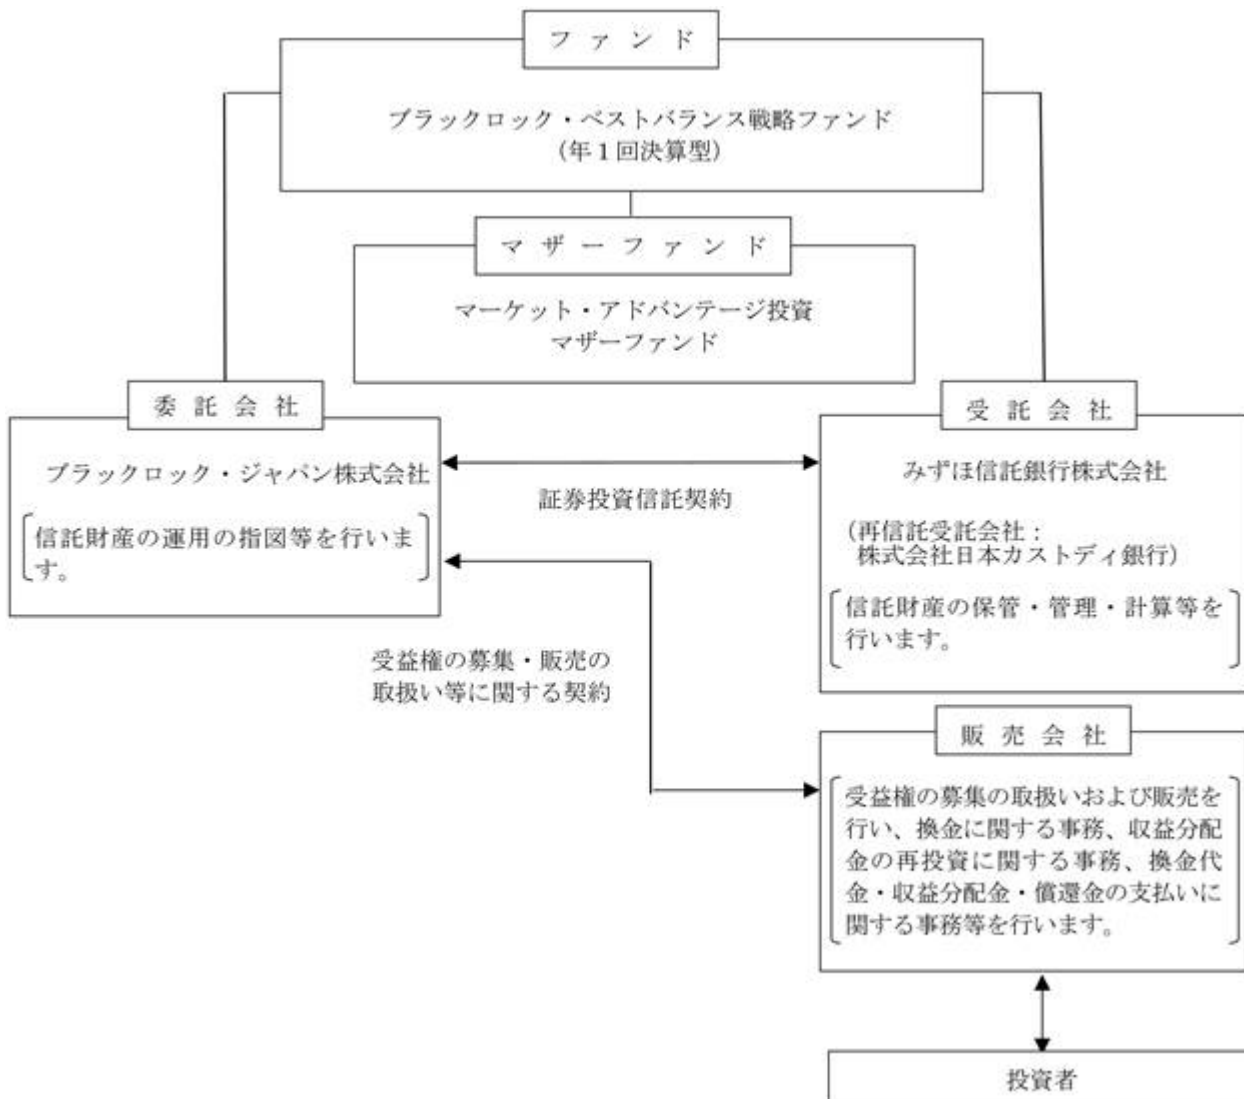 ファンド
ブラックロック・ベストバランス戦略ファンド
(年1回決算型)
マザーファンド
マーケット・アドバンテージ投資
マザーファンド
委託会社
ブラックロック・ジャパン株式会社
信託財産の運用の指図等を行いま
す。
証券投資信託契約
受託会社
みずほ信託銀行株式会社
(再信託受託会社:
株式会社日本カストディ銀行)
信託財産の保管・管理・計算等を
行います。
受益権の募集・販売の
取扱い等に関する契約
販売会社
受益権の募集の取扱いおよび販売を
行い、換金に関する事務、収益分配
金の再投資に関する事務、換金代
金・収益分配金・償還金の支払いに
関する事務等を行います。
投資者